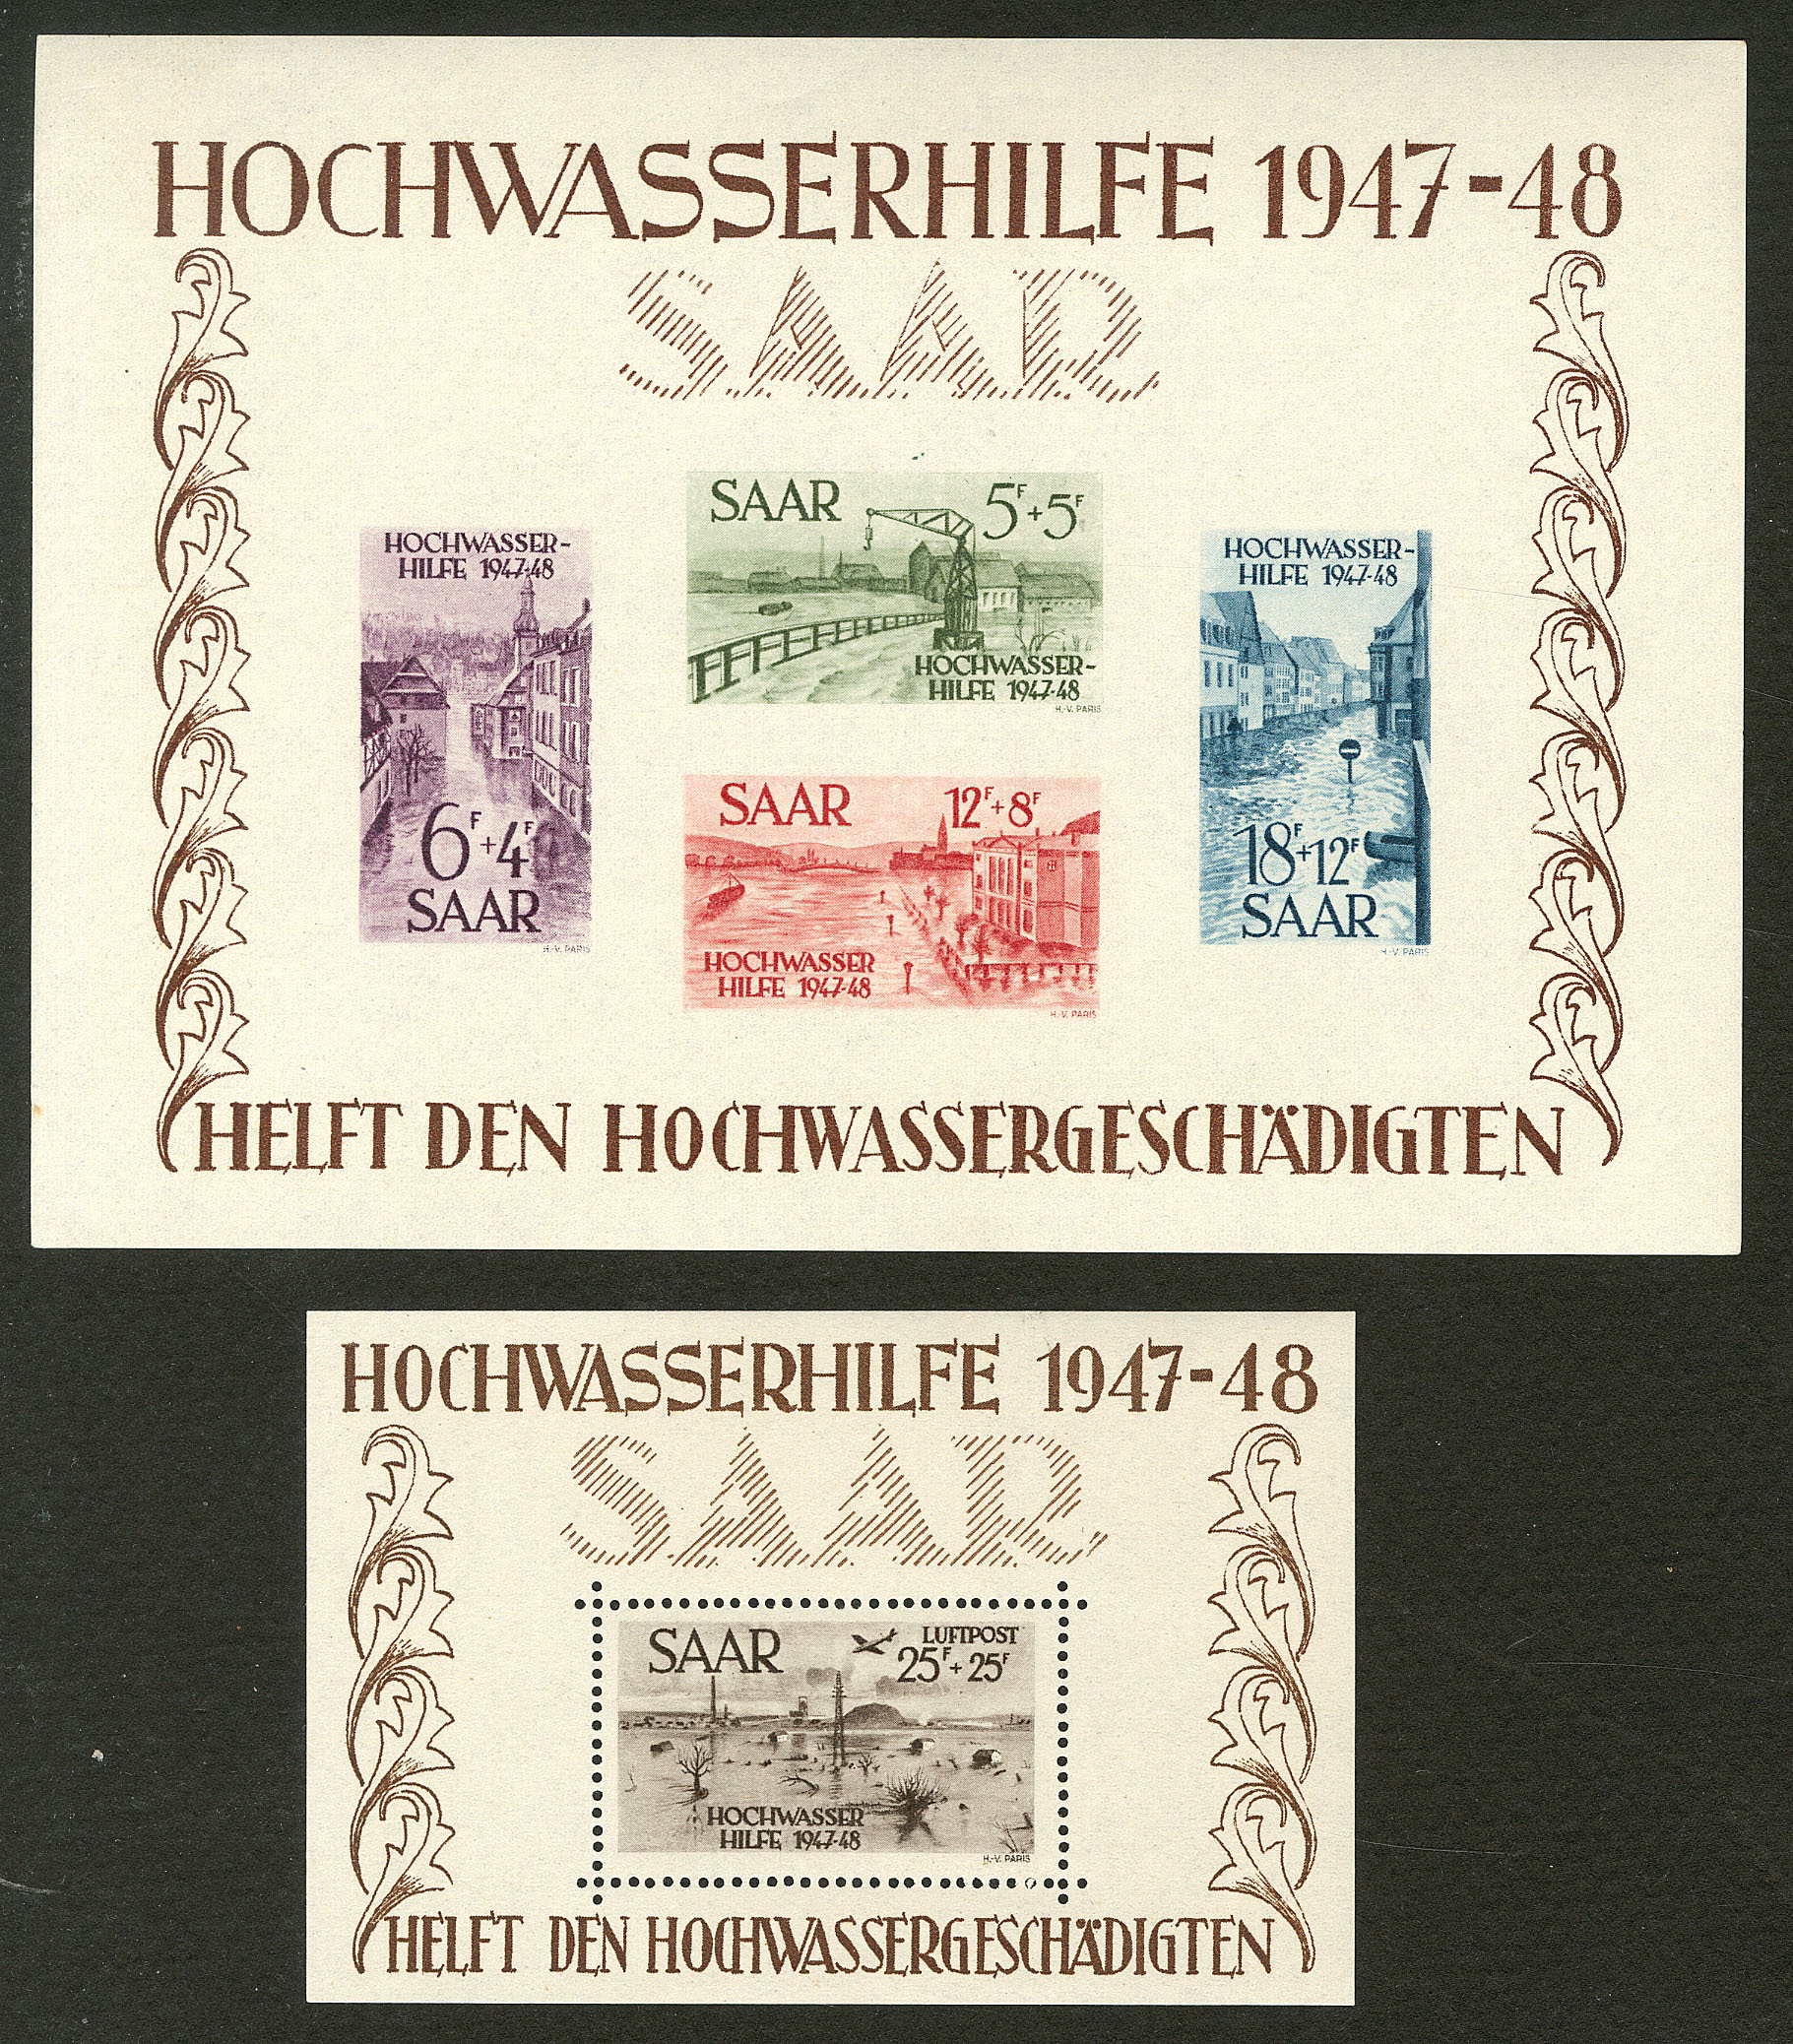 HOCHWASSERHILFE 1947-48
SAAR
SAAR 5F+5F
HOCHWASSER-
HILFE 1947-48
H.-V. PARIS
HOCHWASSER-
HILFE 1947-48
6F+4F
SAAR
H.-V. PARIS
SAAR 12F+8F
HOCHWASSER
HILFE 1947-48
H.-V. PARIS
HOCHWASSER-
HILFE 1947-48
18F+12F
SAAR
H.-V. PARIS
HELFT DEN HOCHWASSERGESCHÄDIGTEN
HOCHWASSERHILFE 1947-48
SAAR
SAAR
LUFTPOST
25F+25F
HOCHWASSER
HILFE 1947-48
H.-V. PARIS
HELFT DEN HOCHWASSERGESCHÄDIGTEN